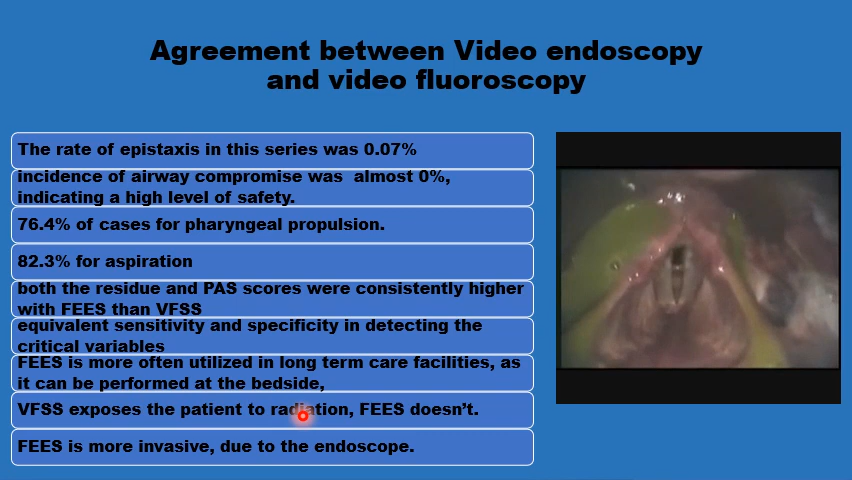 Agreement between Video endoscopy
and video fluoroscopy
The rate of epistaxis in this series was 0.07%
incidence of airway compromise was  almost 0%,
indicating a high level of safety.
76.4% of cases for pharyngeal propulsion.
82.3% for aspiration
both the residue and PAS scores were consistently higher
with FEES than VFSS
equivalent sensitivity and specificity in detecting the
critical variables
FEES is more often utilized in long term care facilities, as
it can be performed at the bedside,
VFSS exposes the patient to radiation, FEES doesn’t.
FEES is more invasive, due to the endoscope.